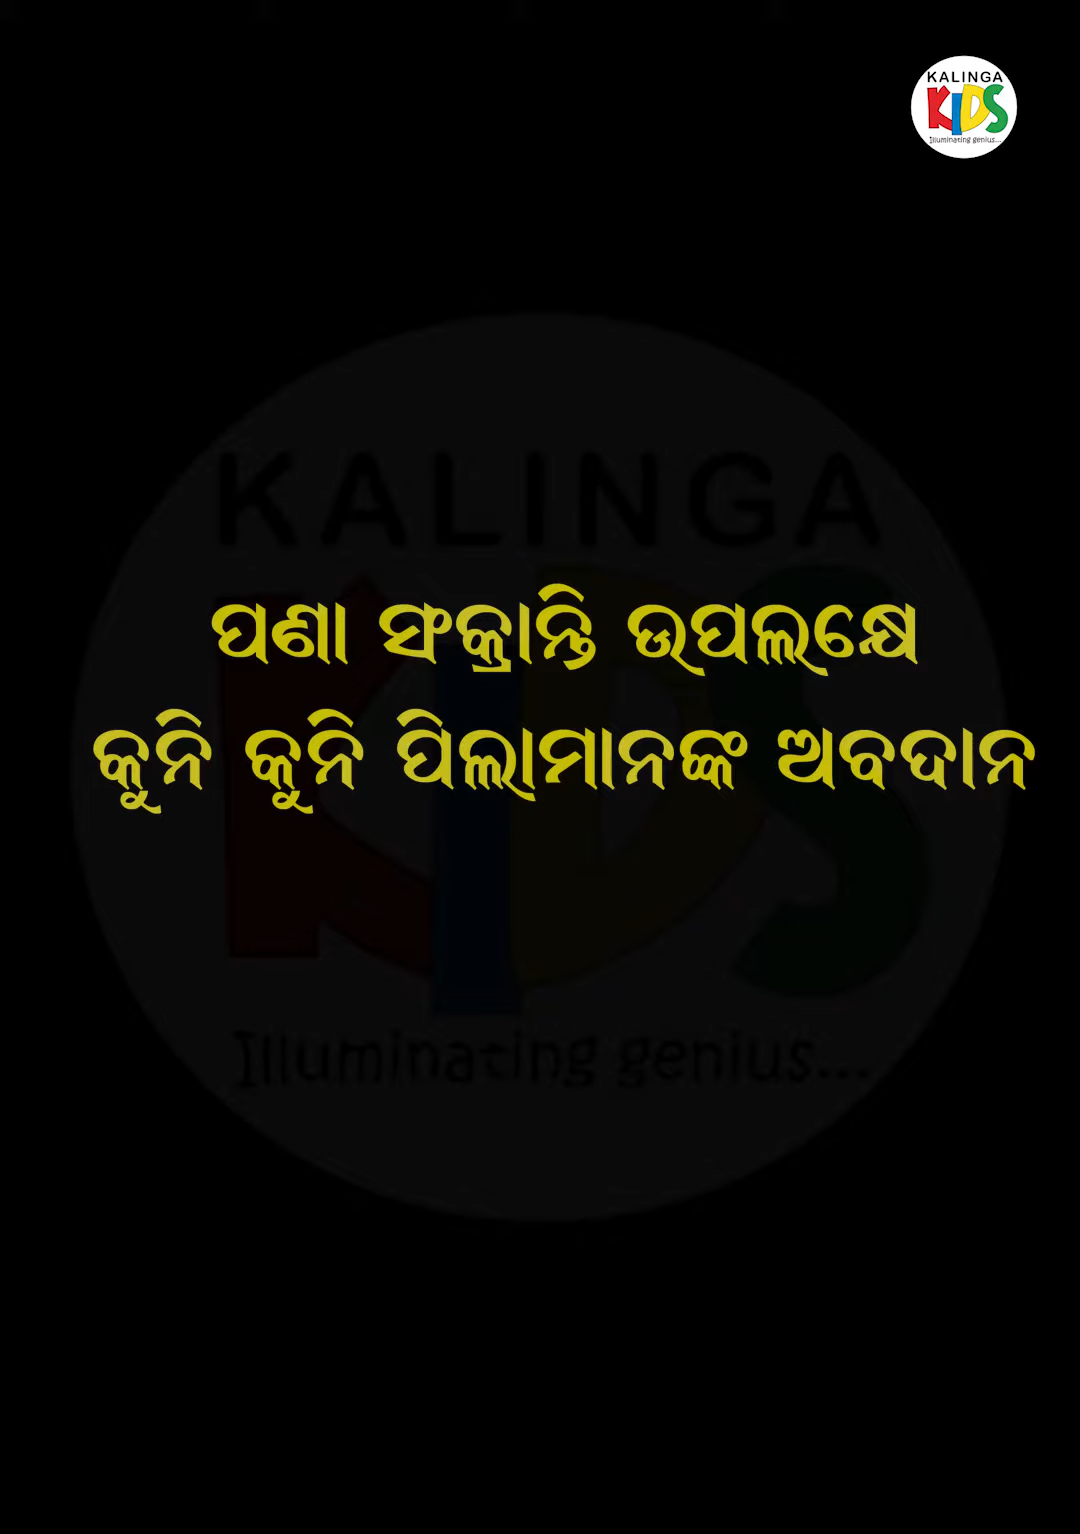 KALINGA
KIDS
Illuminating genius...
KALINGA
ପଣା ସଂକ୍ରାନ୍ତି ଉପଲକ୍ଷେ
କୁନି କୁନି ପିଲାମାନଙ୍କ ଅବଦାନ
KIDS
Illuminating genius...